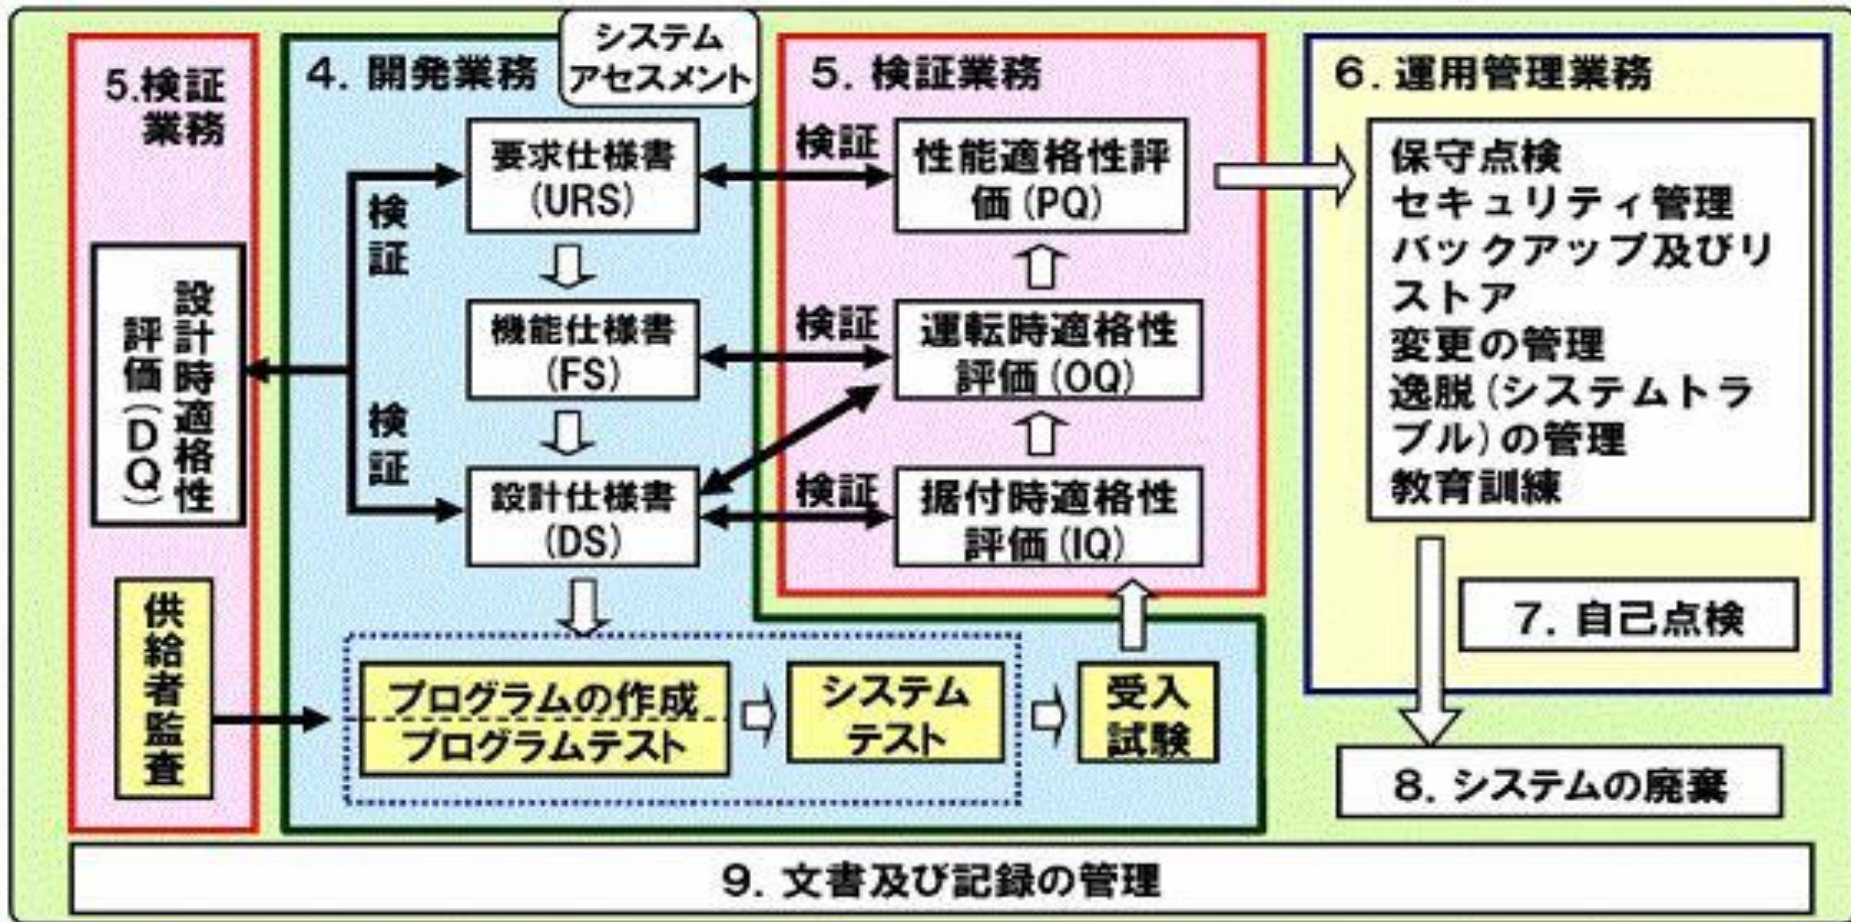 5.検証
業務
設計時適格性
評価(DQ)
供給者監査
4. 開発業務
システム
アセスメント
要求仕様書
(URS)
検証
機能仕様書
(FS)
検証
設計仕様書
(DS)
プログラムの作成
プログラムテスト
システム
テスト
受入
試験
5. 検証業務
検証
性能適格性評
価(PQ)
検証
運転時適格性
評価(OQ)
検証
据付時適格性
評価(IQ)
6. 運用管理業務
保守点検
セキュリティ管理
バックアップ及びリ
ストア
変更の管理
逸脱(システムトラ
ブル)の管理
教育訓練
7. 自己点検
8. システムの廃棄
9. 文書及び記録の管理